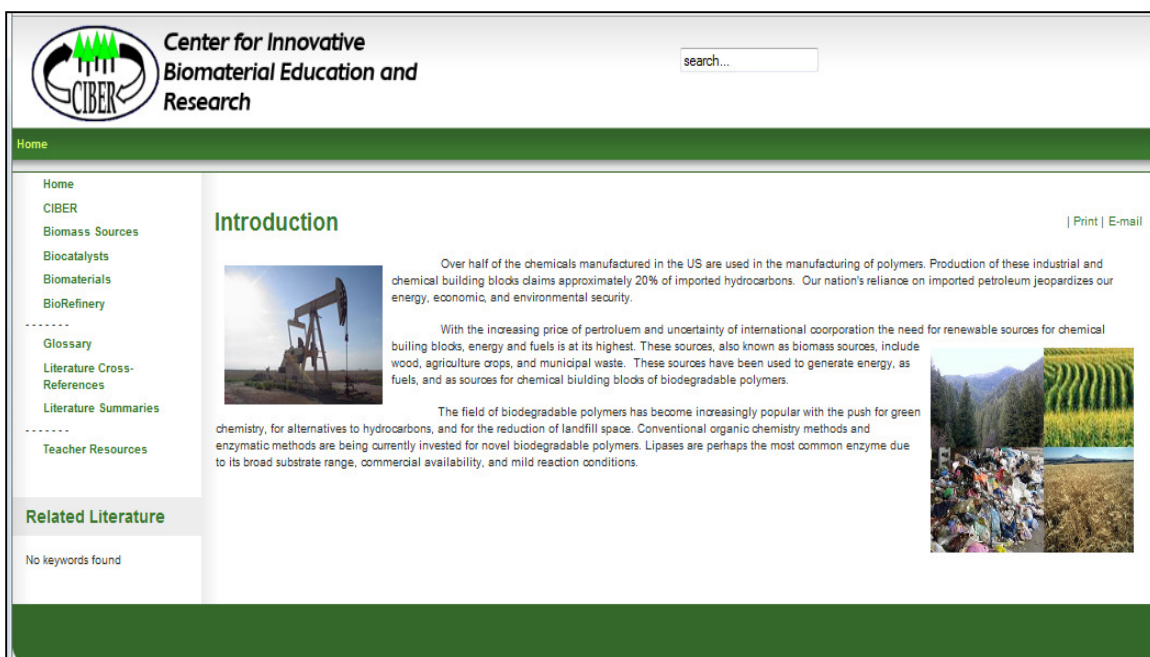 Center for Innovative
Biomaterial Education and
Research
CIBER
search...
Home
Home
CIBER
Biomass Sources
Biocatalysts
Biomaterials
BioRefinery
- - - - - - -
Glossary
Literature Cross-
References
Literature Summaries
- - - - - - -
Teacher Resources
Related Literature
No keywords found
Introduction
| Print | E-mail
Over half of the chemicals manufactured in the US are used in the manufacturing of polymers. Production of these industrial and
chemical building blocks claims approximately 20% of imported hydrocarbons. Our nation's reliance on imported petroleum jeopardizes our
energy, economic, and environmental security.
With the increasing price of pertroluem and uncertainty of international coorporation the need for renewable sources for chemical
builing blocks, energy and fuels is at its highest. These sources, also known as biomass sources, include
wood, agriculture crops, and municipal waste. These sources have been used to generate energy, as
fuels, and as sources for chemical biulding blocks of biodegradable polymers.
The field of biodegradable polymers has become increasingly popular with the push for green
chemistry, for alternatives to hydrocarbons, and for the reduction of landfill space. Conventional organic chemistry methods and
enzymatic methods are being currently invested for novel biodegradable polymers. Lipases are perhaps the most common enzyme due
to its broad substrate range, commercial availability, and mild reaction conditions.